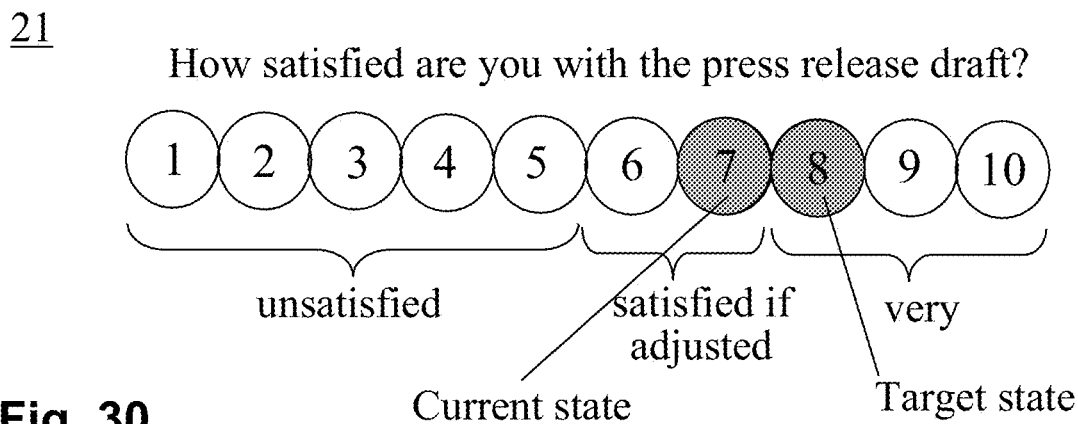 21
How satisfied are you with the press release draft?
1 2 3 4 5 6 7 8 9 10
unsatisfied
satisfied if
adjusted
very
Current state
Target state
Fig. 30